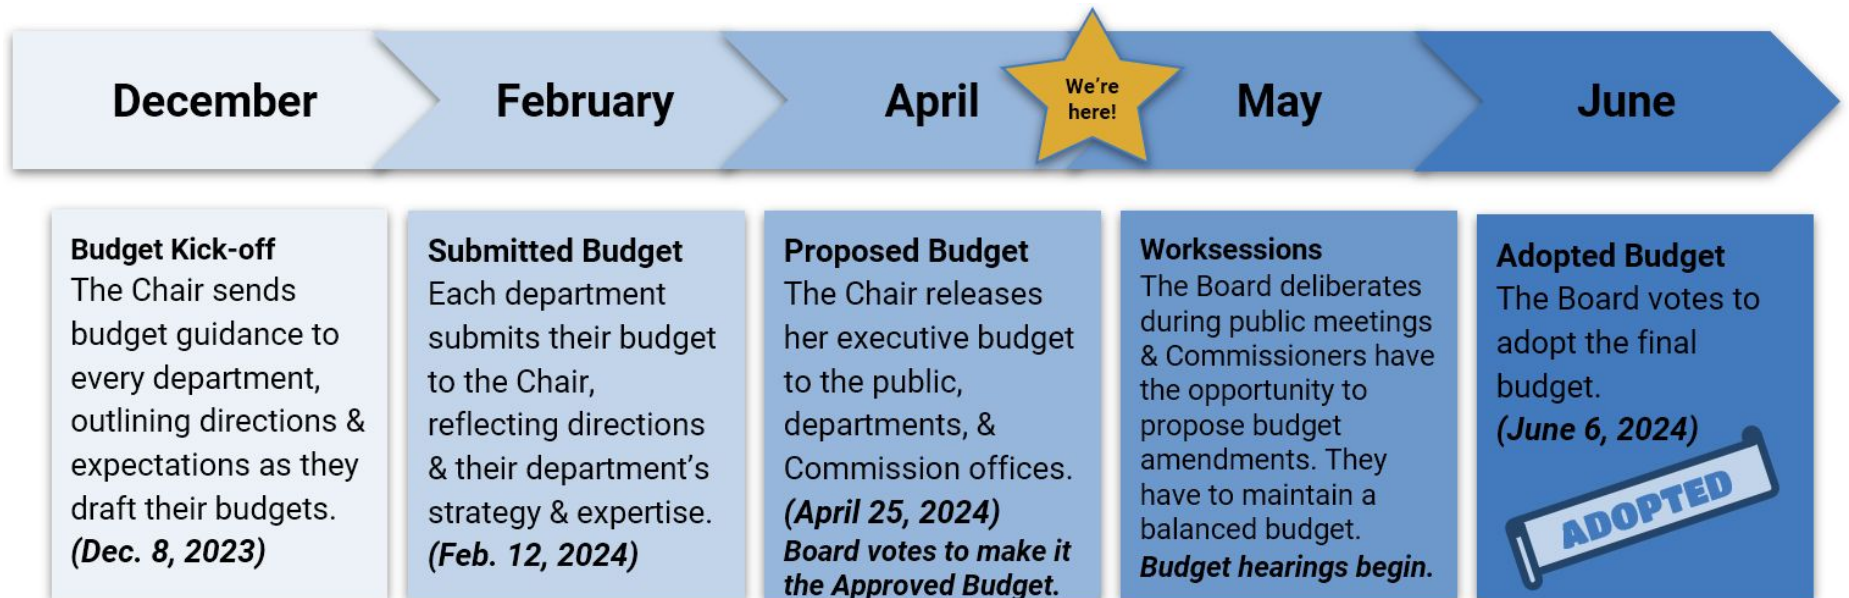 December
February
April
We're
here!
May
June
Budget Kick-off
The Chair sends
budget guidance to
every department,
outlining directions &
expectations as they
draft their budgets.
(Dec. 8, 2023)
Submitted Budget
Each department
submits their budget
to the Chair,
reflecting directions
& their department's
strategy & expertise.
(Feb. 12, 2024)
Proposed Budget
The Chair releases
her executive budget
to the public,
departments, &
Commission offices.
(April 25, 2024)
Board votes to make it
the Approved Budget.
Worksessions
The Board deliberates
during public meetings
& Commissioners have
the opportunity to
propose budget
amendments. They
have to maintain a
balanced budget.
Budget hearings begin.
Adopted Budget
The Board votes to
adopt the final
budget.
(June 6, 2024)
ADOPTED